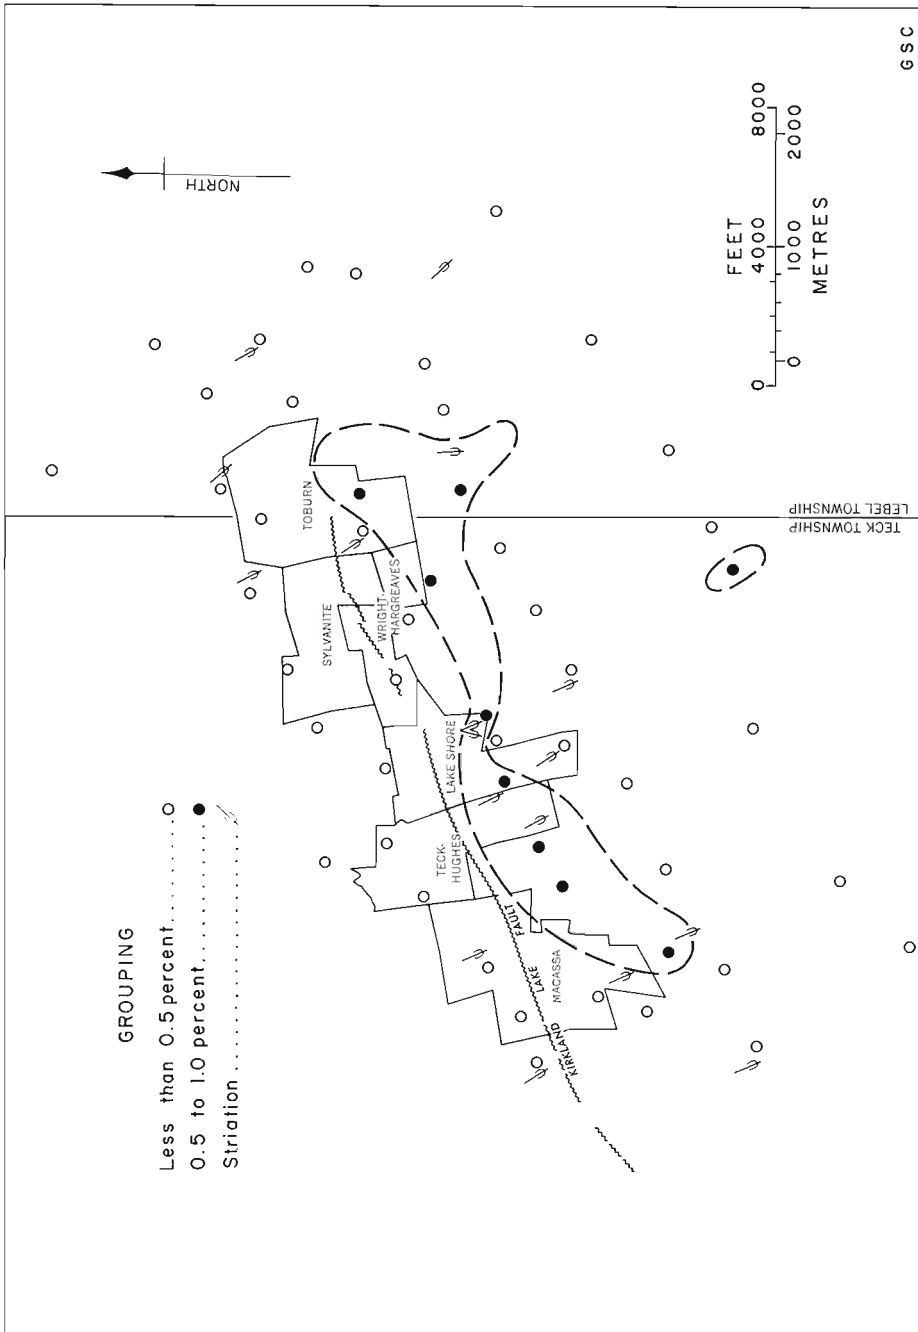 GROUPING
Less than 0.5 percent..........
0.5 to 1.0 percent...............
Striation............................
NORTH
TOBURN
SYLVANITE
WRIGHT-
HARGREAVES
LAKE SHORE
TECK-
HUGHES
KIRKLAND LAKE FAULT
MACASSA
LEBEL TOWNSHIP
TECK TOWNSHIP
FEET
0 4000 8000
0 1000 2000
METRES
GSC